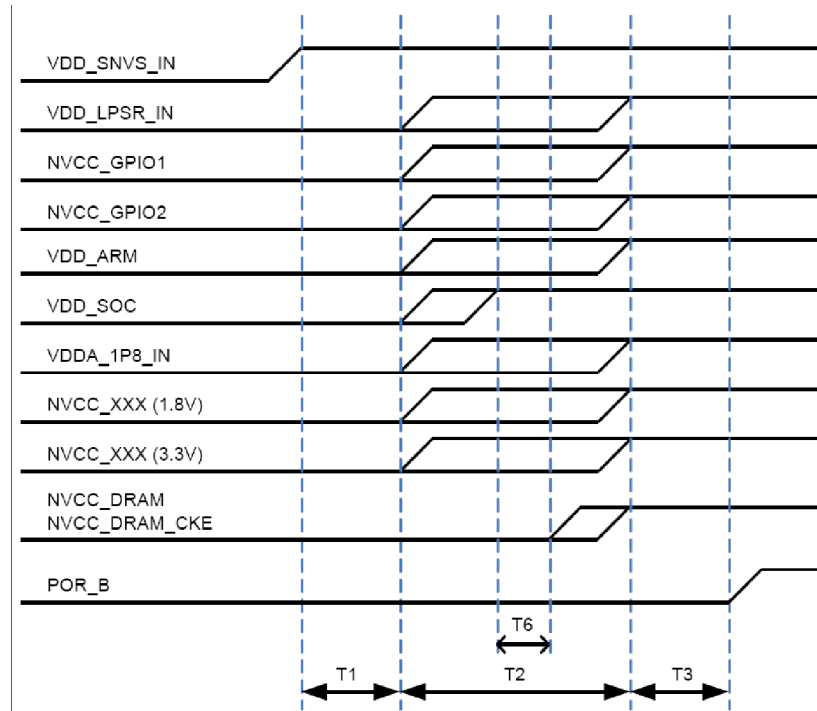 VDD_SNVS_IN
VDD_LPSR_IN
NVCC_GPIO1
NVCC_GPIO2
VDD_ARM
VDD_SOC
VDDA_1P8_IN
NVCC_XXX (1.8V)
NVCC_XXX (3.3V)
NVCC_DRAM
NVCC_DRAM_CKE
POR_B
T6
T1 T2 T3